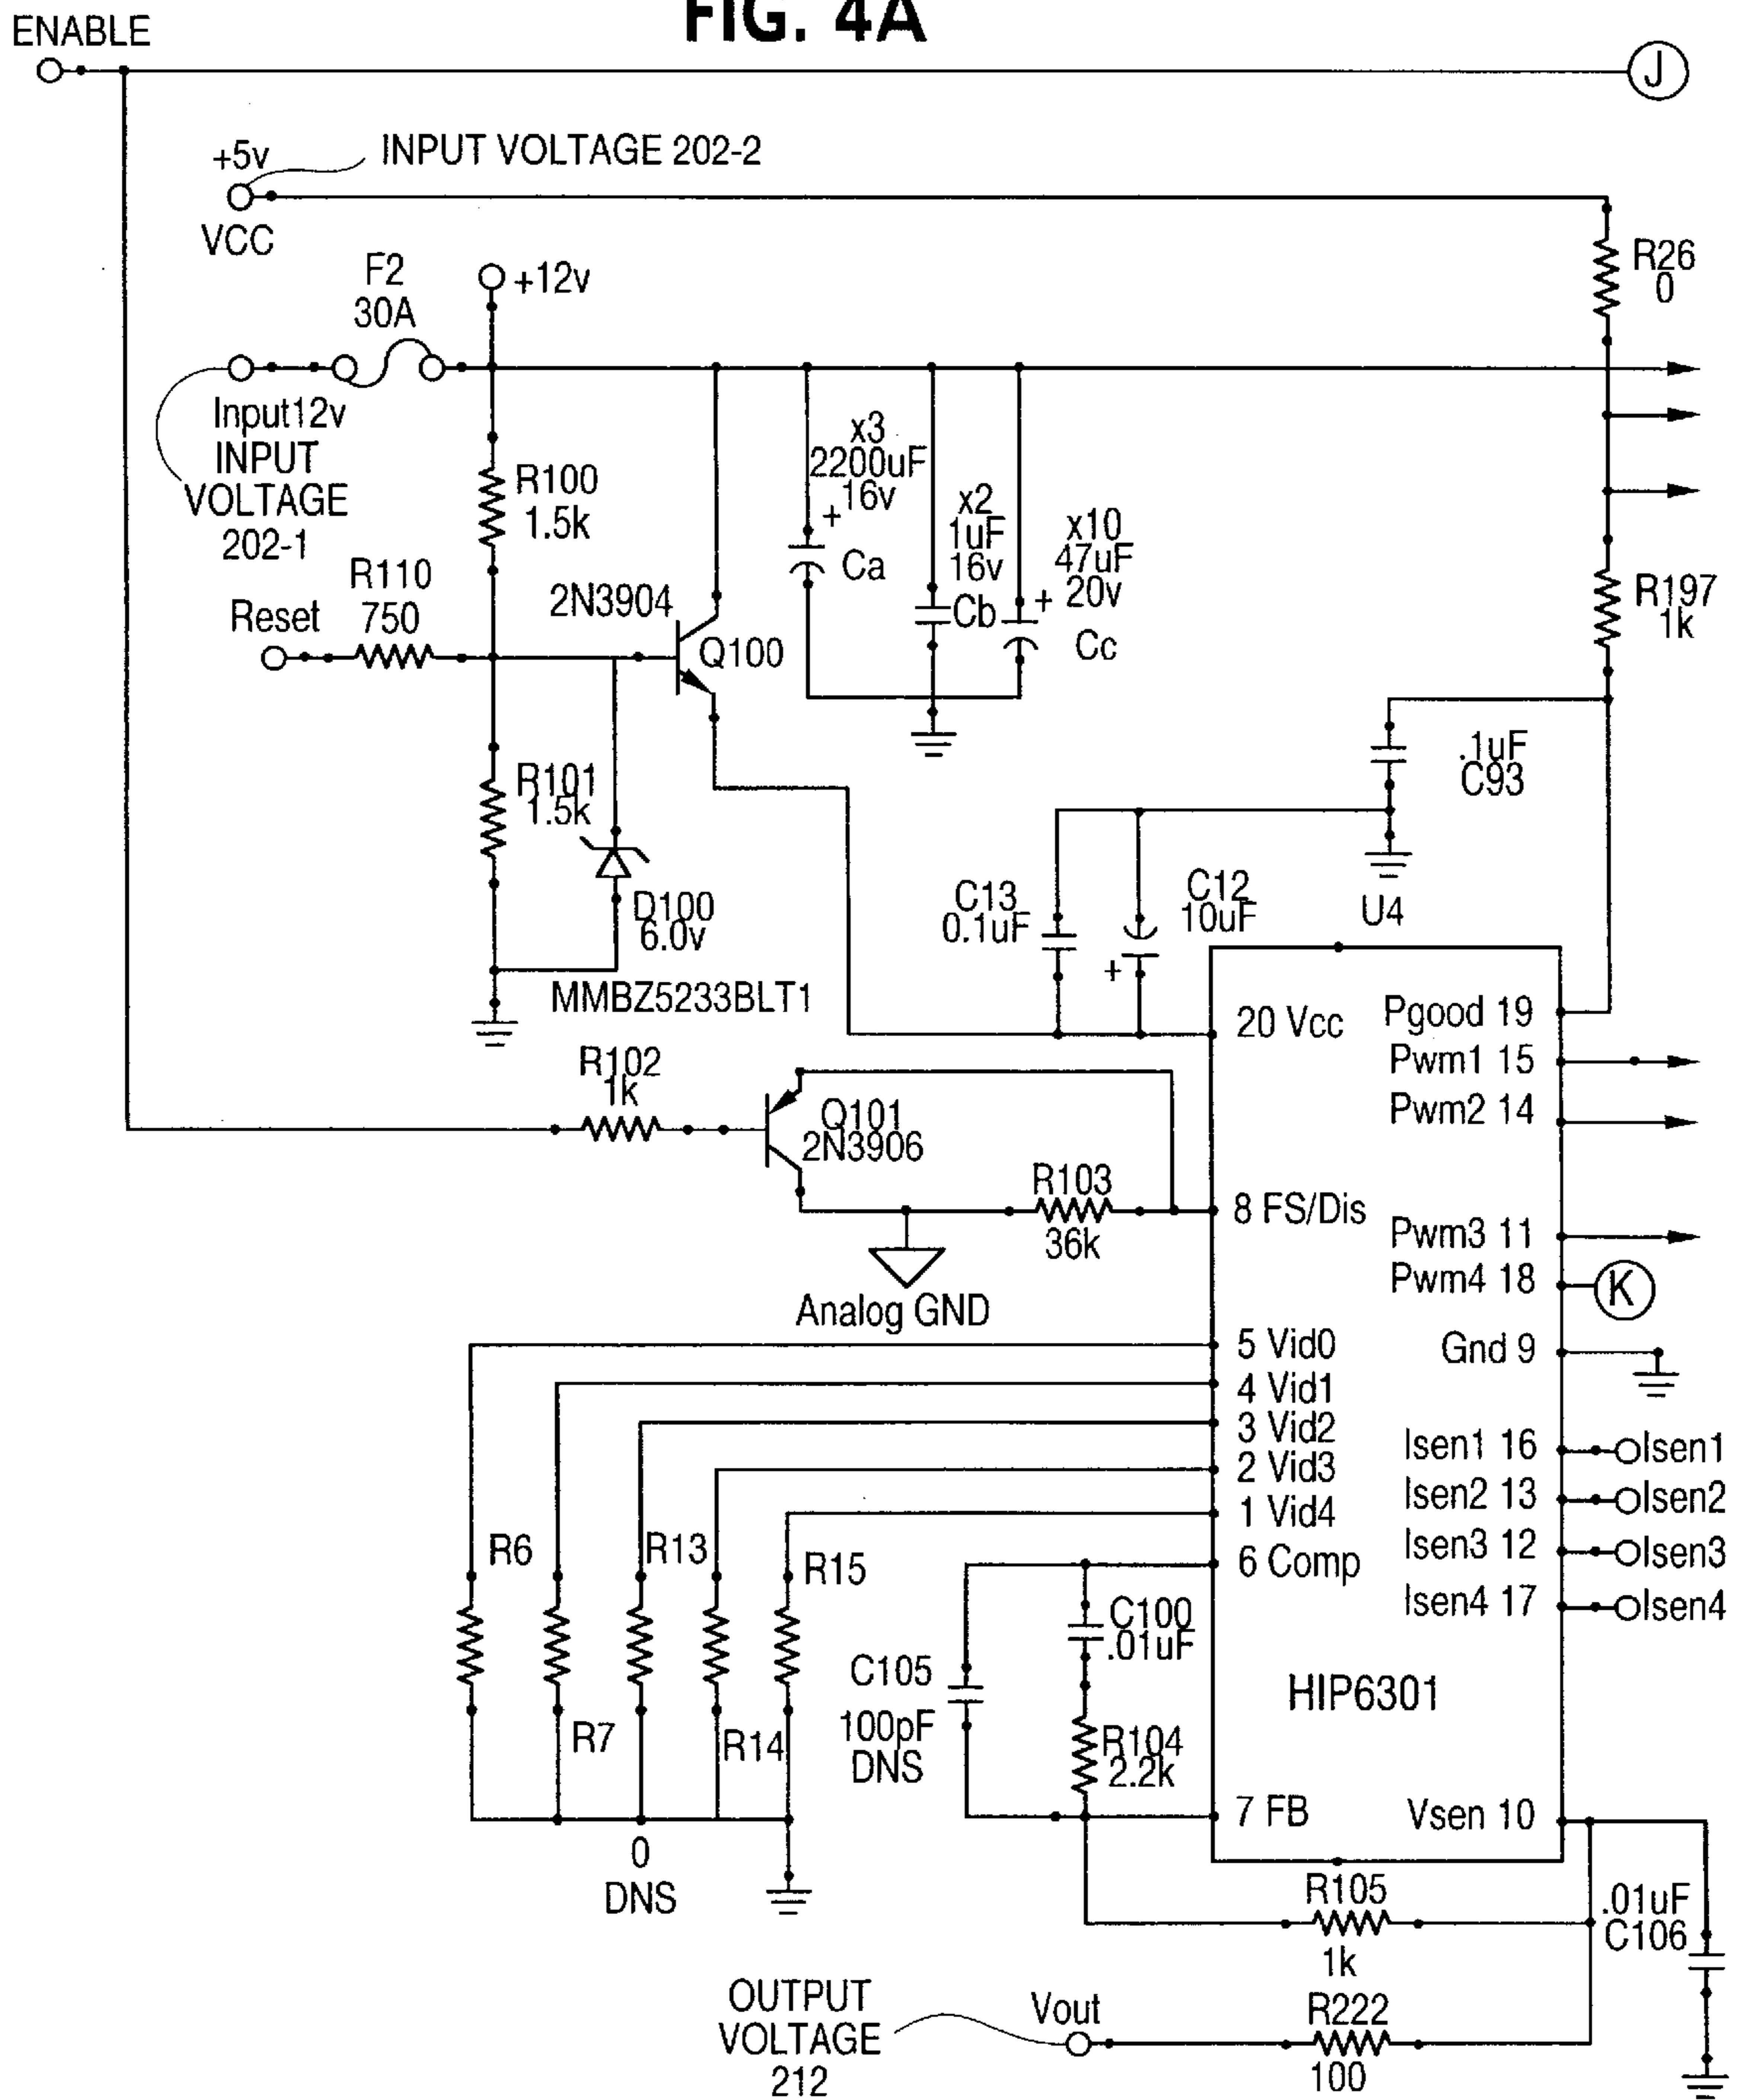 FIG. 4A
ENABLE
J
+5v
INPUT VOLTAGE 202-2
VCC
F2
30A
+12v
R26
0
Input12v
INPUT
VOLTAGE
202-1
R100
1.5k
x3
2200uF
16v
+
Ca
x2
1uF
16v
Cb
x10
47uF
20v
+
Cc
R110
750
Reset
2N3904
Q100
R197
1k
R101
1.5k
.1uF
C93
D100
6.0v
MMBZ5233BLT1
C13
0.1uF
C12
10uF
+
U4
20 Vcc
Pgood 19
Pwm1 15
Pwm2 14
R102
1k
Q101
2N3906
R103
36k
8 FS/Dis
Pwm3 11
Pwm4 18
K
Analog GND
5 Vid0
Gnd 9
4 Vid1
3 Vid2
2 Vid3
1 Vid4
6 Comp
Isen1 16
Isen1
Isen2 13
Isen2
Isen3 12
Isen3
Isen4 17
Isen4
R6
R13
R15
R7
R14
0
DNS
C105
100pF
DNS
C100
.01uF
R104
2.2k
HIP6301
7 FB
Vsen 10
R105
1k
.01uF
C106
OUTPUT
VOLTAGE
212
Vout
R222
100